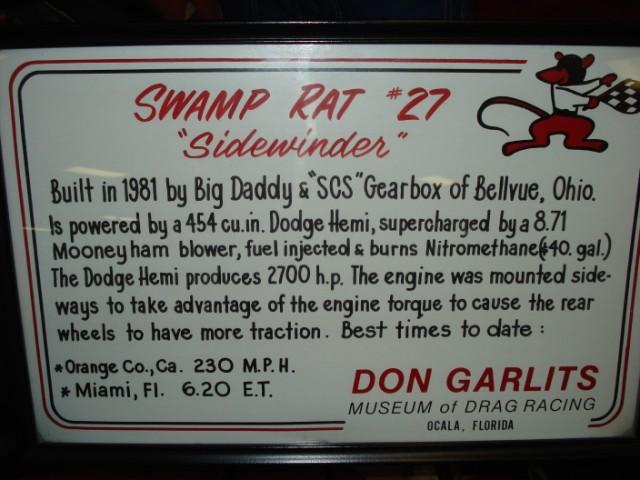 SWAMP RAT #27
"Sidewinder"
Built in 1981 by Big Daddy & "SCS" Gearbox of Bellvue, Ohio.
Is powered by a 454 cu.in. Dodge Hemi, supercharged by a 8.71
Mooneyham blower, fuel injected & burns Nitromethane($40. gal.)
The Dodge Hemi produces 2700 h.p. The engine was mounted side-
ways to take advantage of the engine torque to cause the rear
wheels to have more traction. Best times to date :
*Orange Co., Ca. 230 M.P.H.
* Miami, Fl. 6.20 E.T.
DON GARLITS
MUSEUM of DRAG RACING
OCALA, FLORIDA